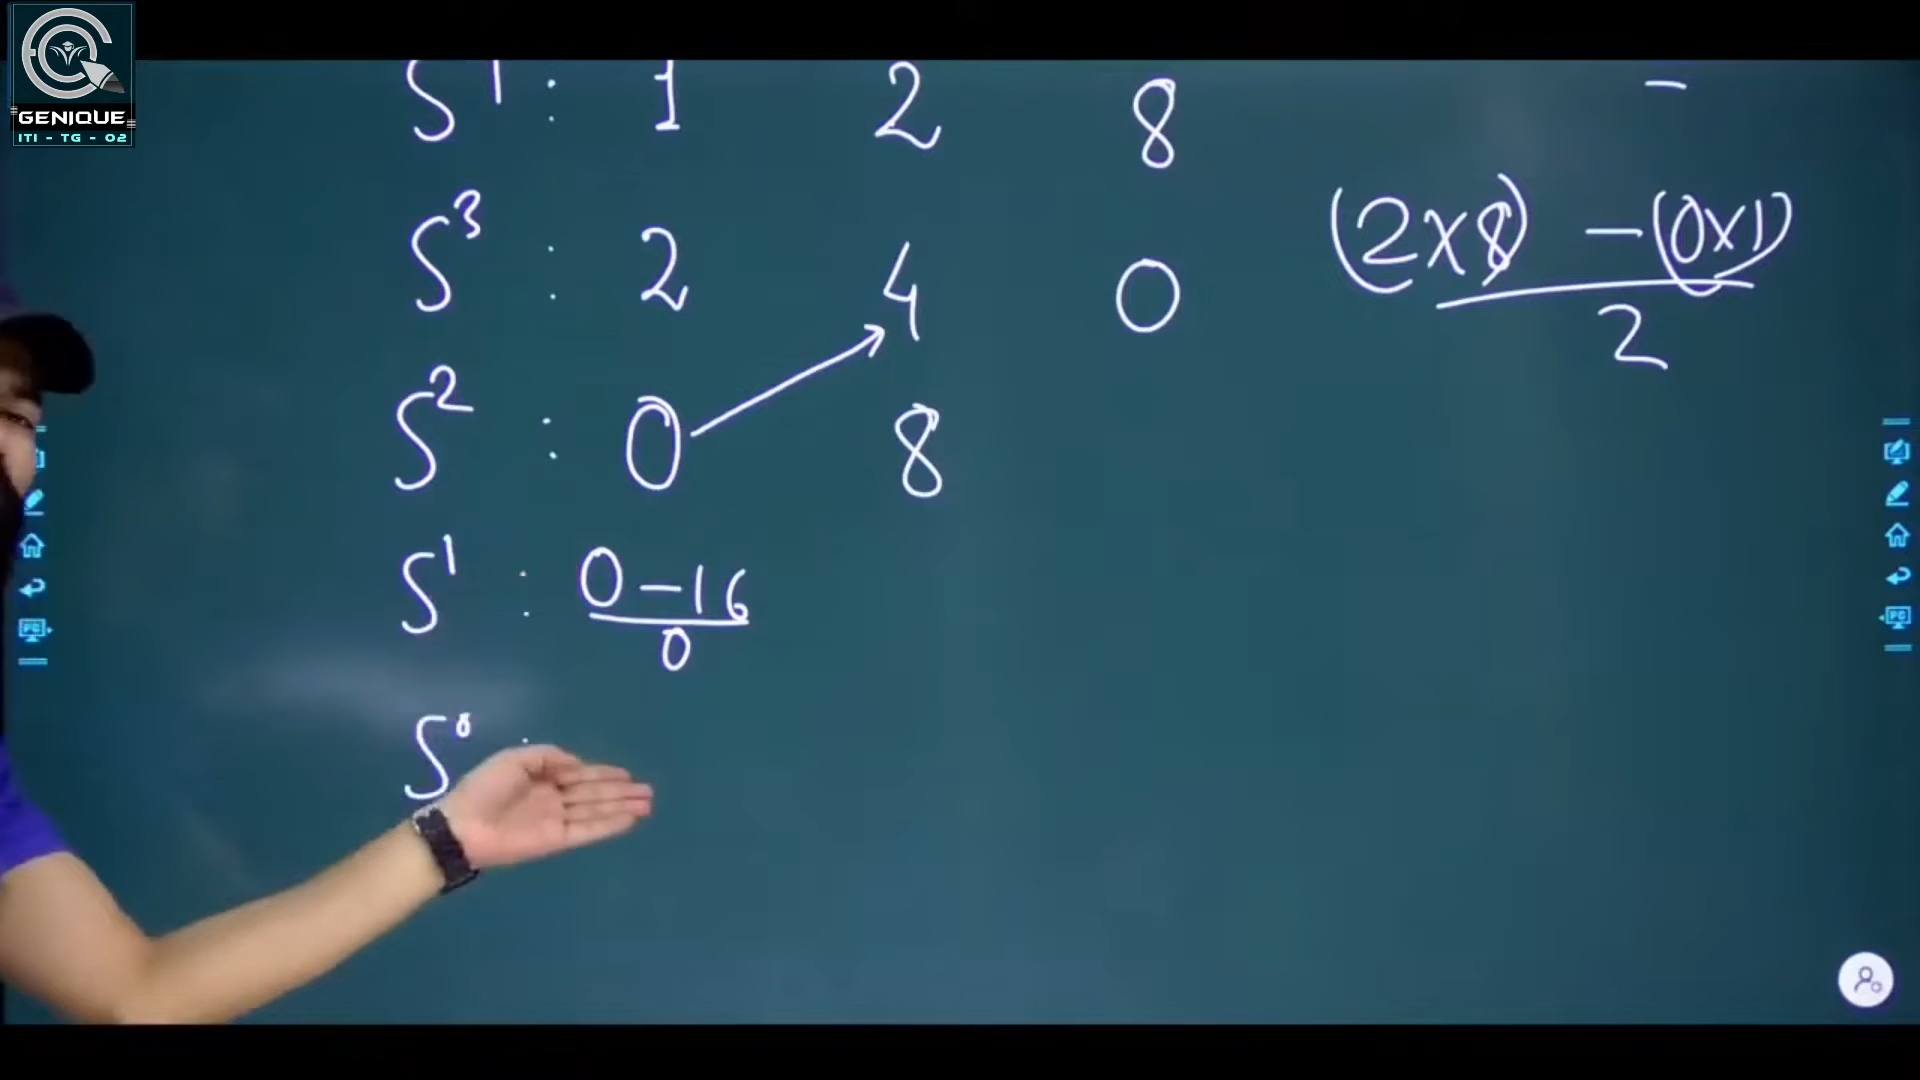 GENIQUE
ITI - TG - 02
S 1 : 1 2 8 -
S³ : 2 4 0
(2×8) - (0×1)
2
S² : 0 8
S¹ : 0 - 16
0
S⁰ :